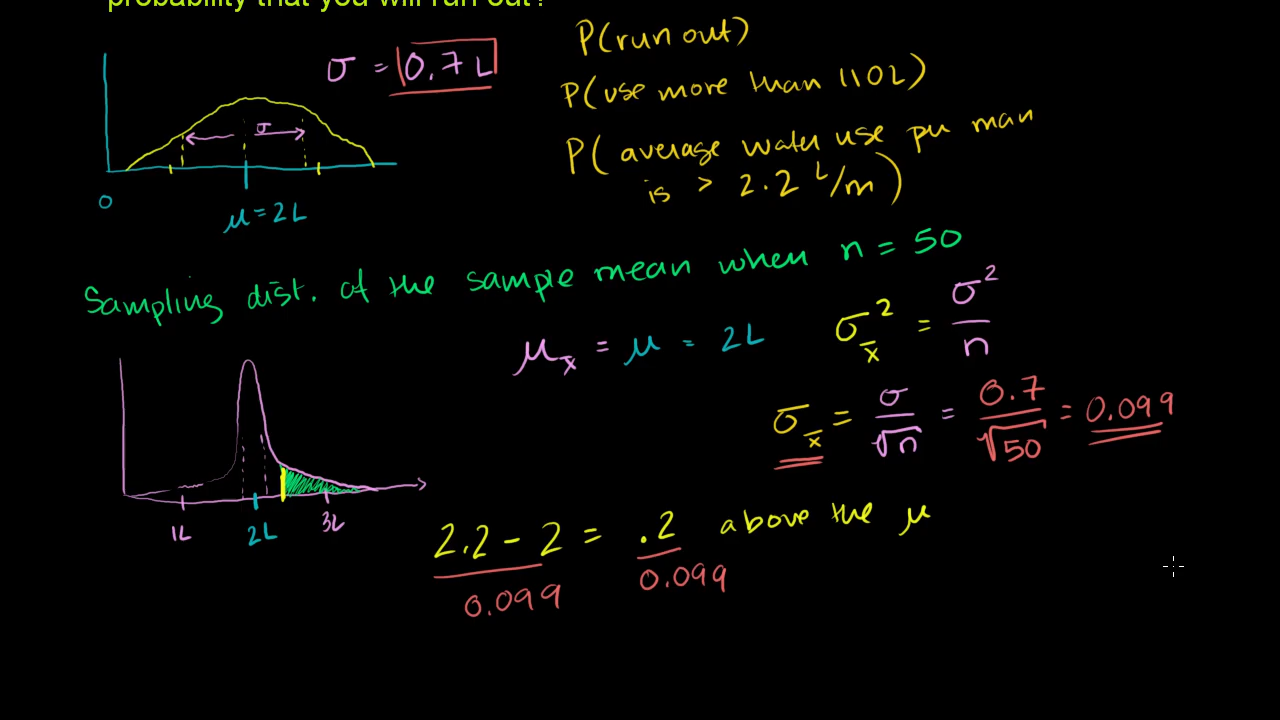 probability that you will run out?
σ = 0.7 L
P(run out)
P(use more than 110L)
P( average water use per man
is > 2.2 L/m )
σ
0
μ = 2L
Sampling dist. of the sample mean when n = 50
μ_x̄ = μ = 2L
σ²_x̄ = σ²/n
σ_x̄ = σ/√n = 0.7/√50 = 0.099
1L 2L 3L
2.2 - 2 = .2 above the μ
0.099 0.099